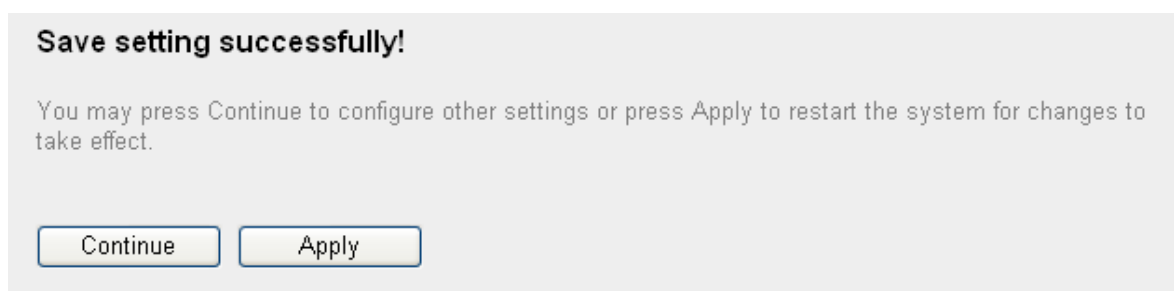 Save setting successfully!
You may press Continue to configure other settings or press Apply to restart the system for changes to
take effect.
Continue Apply